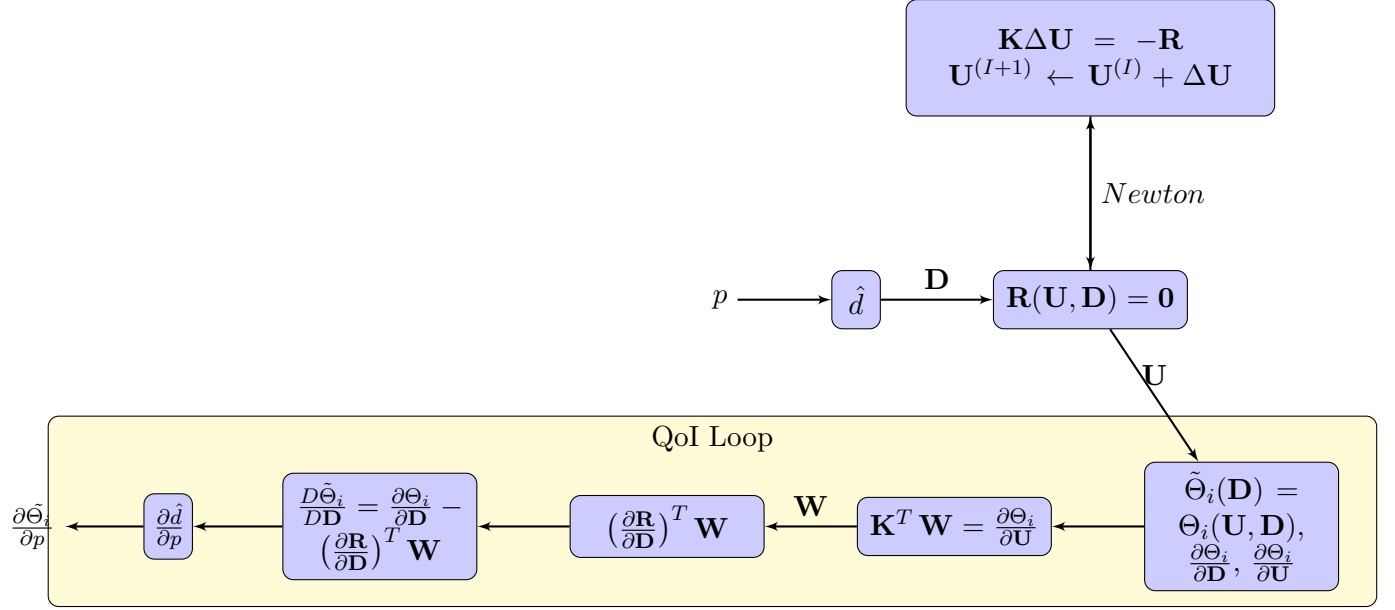 𝐊Δ𝐔 = −𝐑
𝐔^{(I+1)} ← 𝐔^{(I)} + Δ𝐔
Newton
p
d̂
𝐃
𝐑(𝐔, 𝐃) = 𝟎
𝐔
QoI Loop
∂Θ̃_i/∂p
∂d̂/∂p
DΘ̃_i/D𝐃 = ∂Θ_i/∂𝐃 −
(∂𝐑/∂𝐃)^T 𝐖
(∂𝐑/∂𝐃)^T 𝐖
𝐖
𝐊^T 𝐖 = ∂Θ_i/∂𝐔
Θ̃_i(𝐃) =
Θ_i(𝐔, 𝐃),
∂Θ_i/∂𝐃, ∂Θ_i/∂𝐔